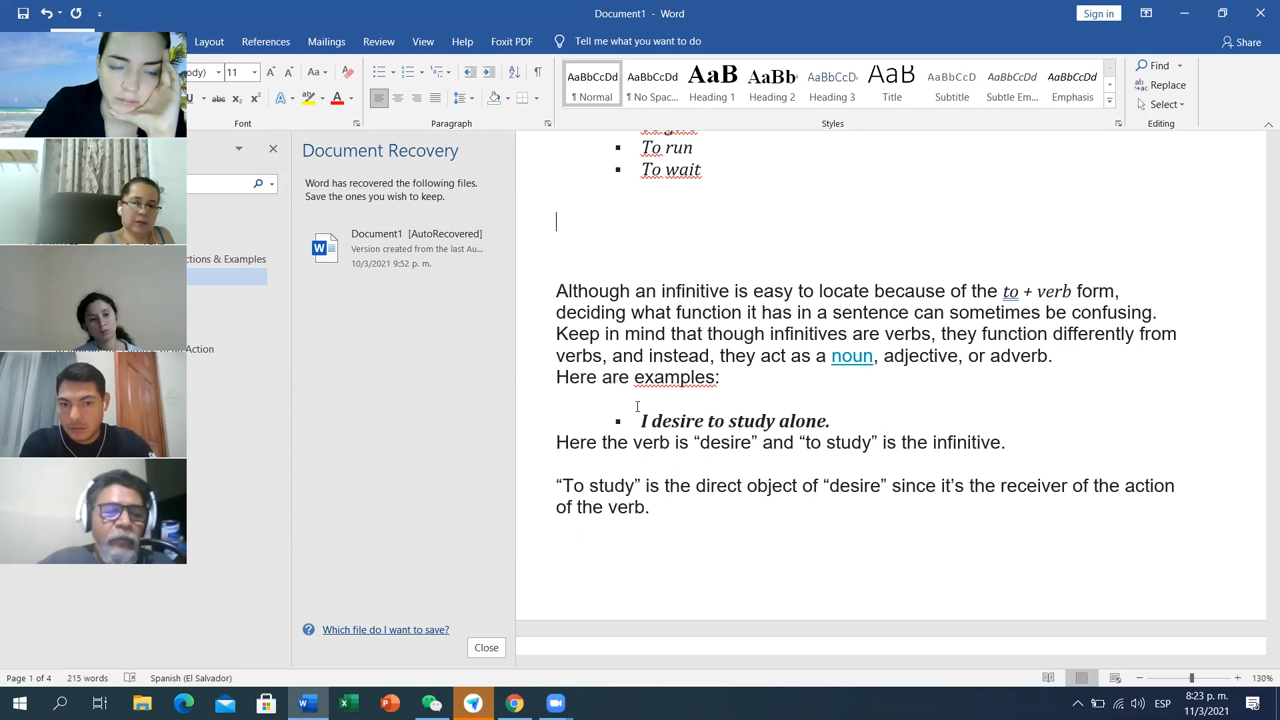 Document1 - Word
Sign in
Layout References Mailings Review View Help Foxit PDF Tell me what you want to do Share
11 Aa
abc x₂ x² A
Font
Paragraph
AaBbCcDd AaBbCcDd AaB AaBb AaBbCcD AaB AaBbCcD AaBbCcDd AaBbCcDd
¶ Normal ¶ No Spac... Heading 1 Heading 2 Heading 3 Title Subtitle Subtle Em... Emphasis
Styles
Find
Replace
Select
Editing
Document Recovery
Word has recovered the following files.
Save the ones you wish to keep.
Document1 [AutoRecovered]
Version created from the last Au...
10/3/2021 9:52 p. m.
ctions & Examples
Action
Which file do I want to save?
Close
▪ To run
▪ To wait
Although an infinitive is easy to locate because of the to + verb form,
deciding what function it has in a sentence can sometimes be confusing.
Keep in mind that though infinitives are verbs, they function differently from
verbs, and instead, they act as a noun, adjective, or adverb.
Here are examples:
▪ I desire to study alone.
Here the verb is “desire” and “to study” is the infinitive.
“To study” is the direct object of “desire” since it’s the receiver of the action
of the verb.
Page 1 of 4 215 words Spanish (El Salvador) 130%
ESP
8:23 p. m.
11/3/2021